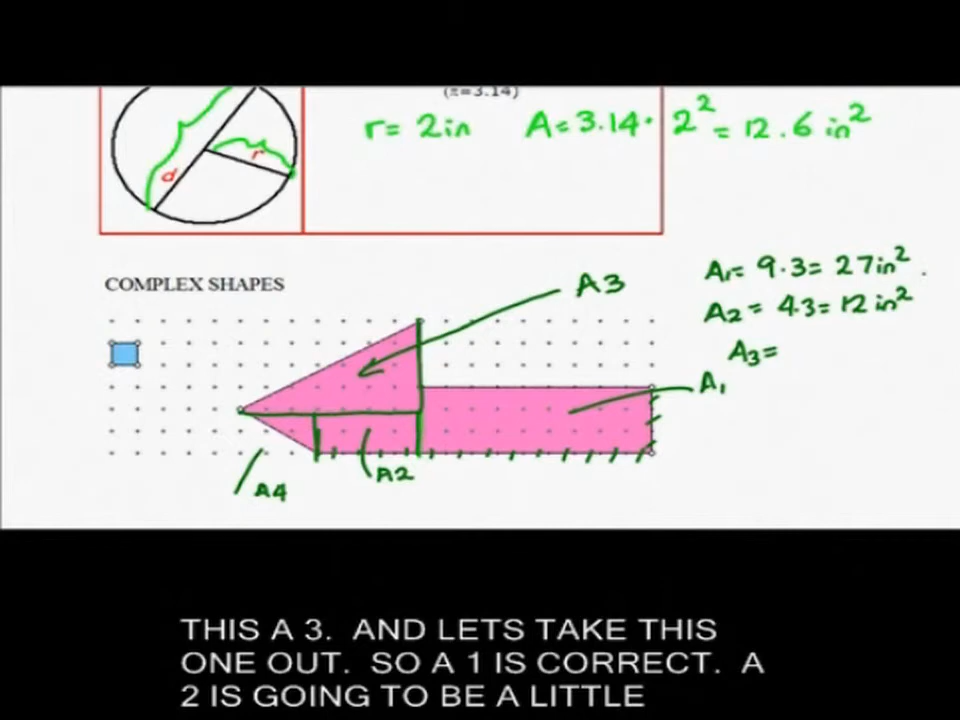 (π=3.14)
r= 2in A=3.14· 2² = 12.6 in²
d
r
COMPLEX SHAPES
A3
A1= 9·3= 27in²
A2 = 4·3= 12 in²
A3=
A1
A2
A4
THIS A 3. AND LETS TAKE THIS
ONE OUT. SO A 1 IS CORRECT. A
2 IS GOING TO BE A LITTLE